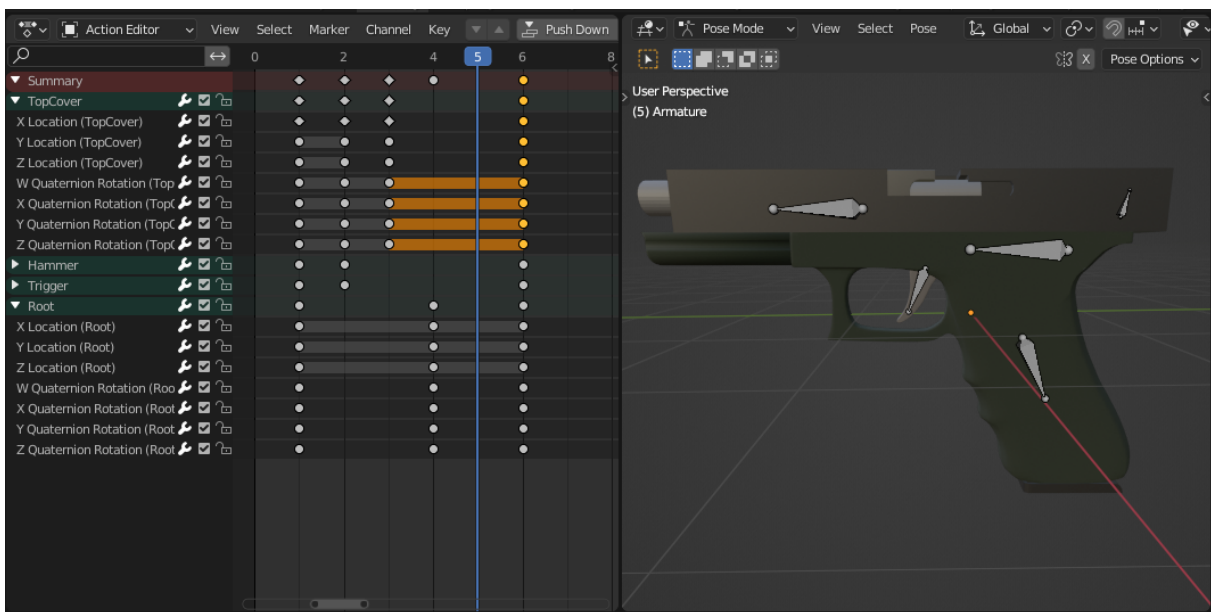 Action Editor View Select Marker Channel Key Push Down
0 2 4 5 6 8
Summary
TopCover
X Location (TopCover)
Y Location (TopCover)
Z Location (TopCover)
W Quaternion Rotation (Top
X Quaternion Rotation (TopC
Y Quaternion Rotation (TopC
Z Quaternion Rotation (TopC
Hammer
Trigger
Root
X Location (Root)
Y Location (Root)
Z Location (Root)
W Quaternion Rotation (Roo
X Quaternion Rotation (Root
Y Quaternion Rotation (Root
Z Quaternion Rotation (Root
Pose Mode View Select Pose Global
X Pose Options
User Perspective
(5) Armature